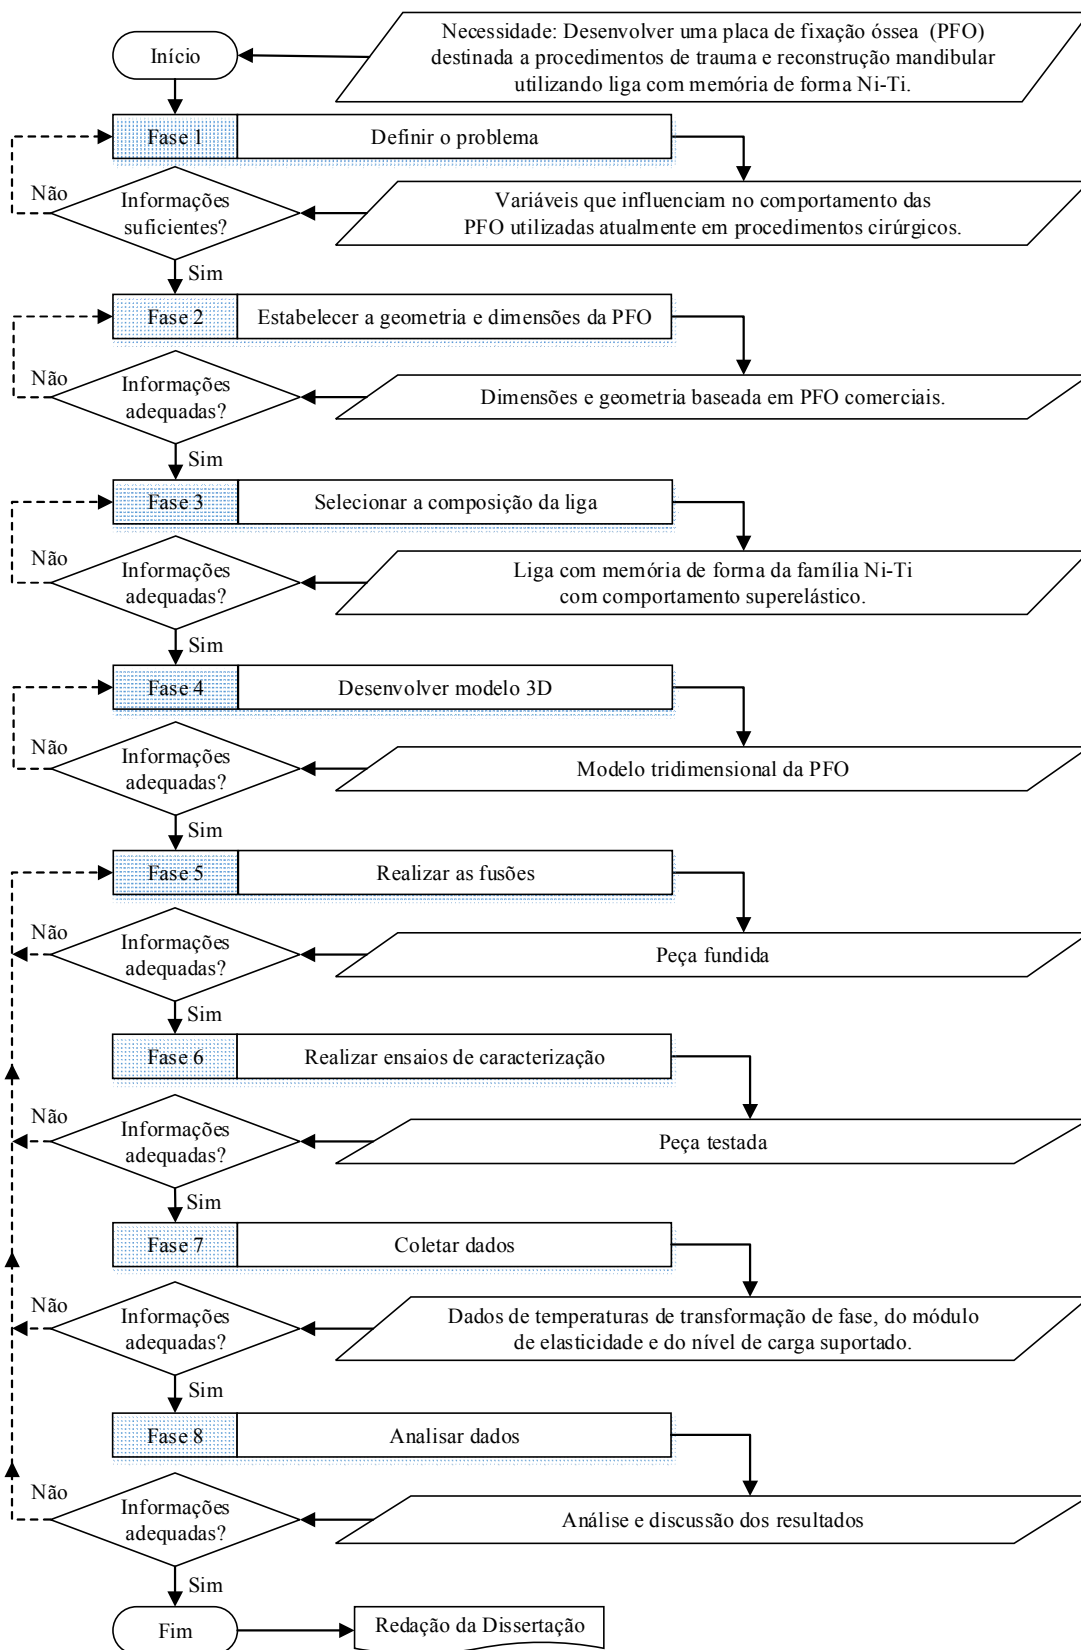 Início
Necessidade: Desenvolver uma placa de fixação óssea (PFO)
destinada a procedimentos de trauma e reconstrução mandibular
utilizando liga com memória de forma Ni-Ti.
Fase 1
Definir o problema
Não
Informações
suficientes?
Variáveis que influenciam no comportamento das
PFO utilizadas atualmente em procedimentos cirúrgicos.
Sim
Fase 2
Estabelecer a geometria e dimensões da PFO
Não
Informações
adequadas?
Dimensões e geometria baseada em PFO comerciais.
Sim
Fase 3
Selecionar a composição da liga
Não
Informações
adequadas?
Liga com memória de forma da família Ni-Ti
com comportamento superelástico.
Sim
Fase 4
Desenvolver modelo 3D
Não
Informações
adequadas?
Modelo tridimensional da PFO
Sim
Fase 5
Realizar as fusões
Não
Informações
adequadas?
Peça fundida
Sim
Fase 6
Realizar ensaios de caracterização
Não
Informações
adequadas?
Peça testada
Sim
Fase 7
Coletar dados
Não
Informações
adequadas?
Dados de temperaturas de transformação de fase, do módulo
de elasticidade e do nível de carga suportado.
Sim
Fase 8
Analisar dados
Não
Informações
adequadas?
Análise e discussão dos resultados
Sim
Fim
Redação da Dissertação